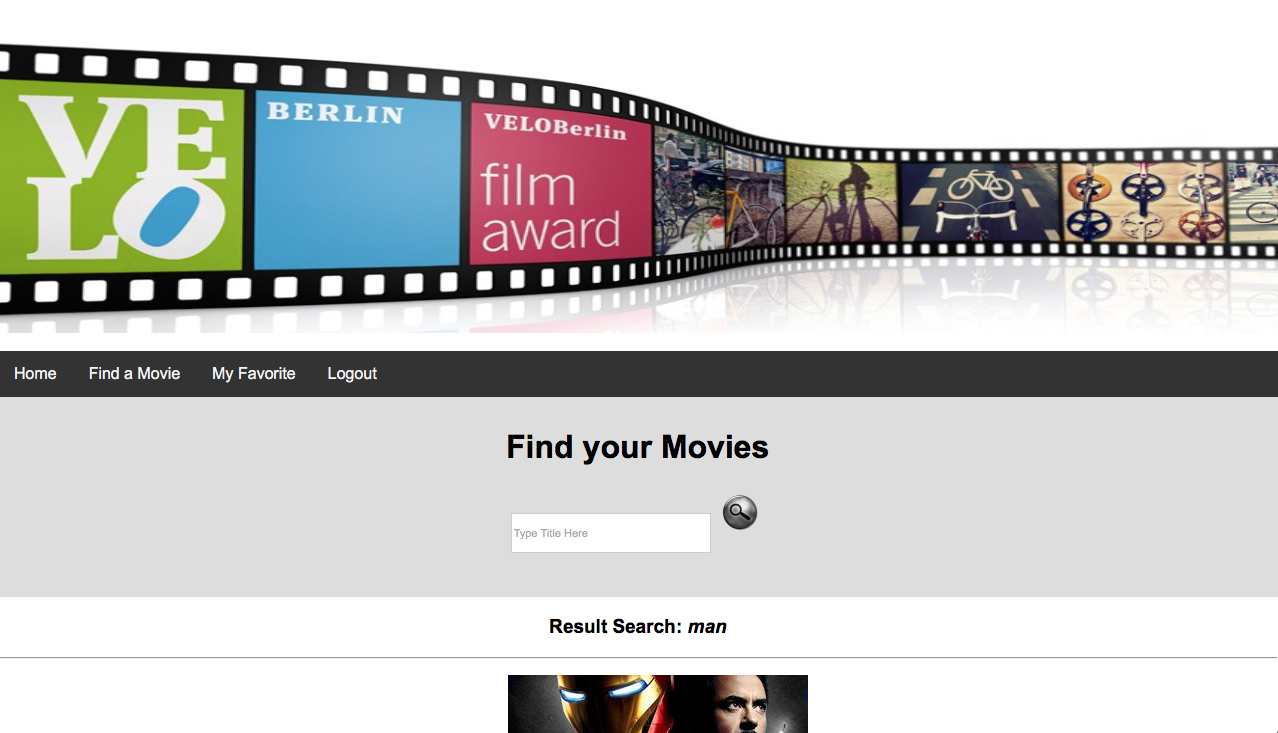 VE
LO
BERLIN
VELOBerlin
film
award
Home Find a Movie My Favorite Logout
Find your Movies
Type Title Here
Result Search: man